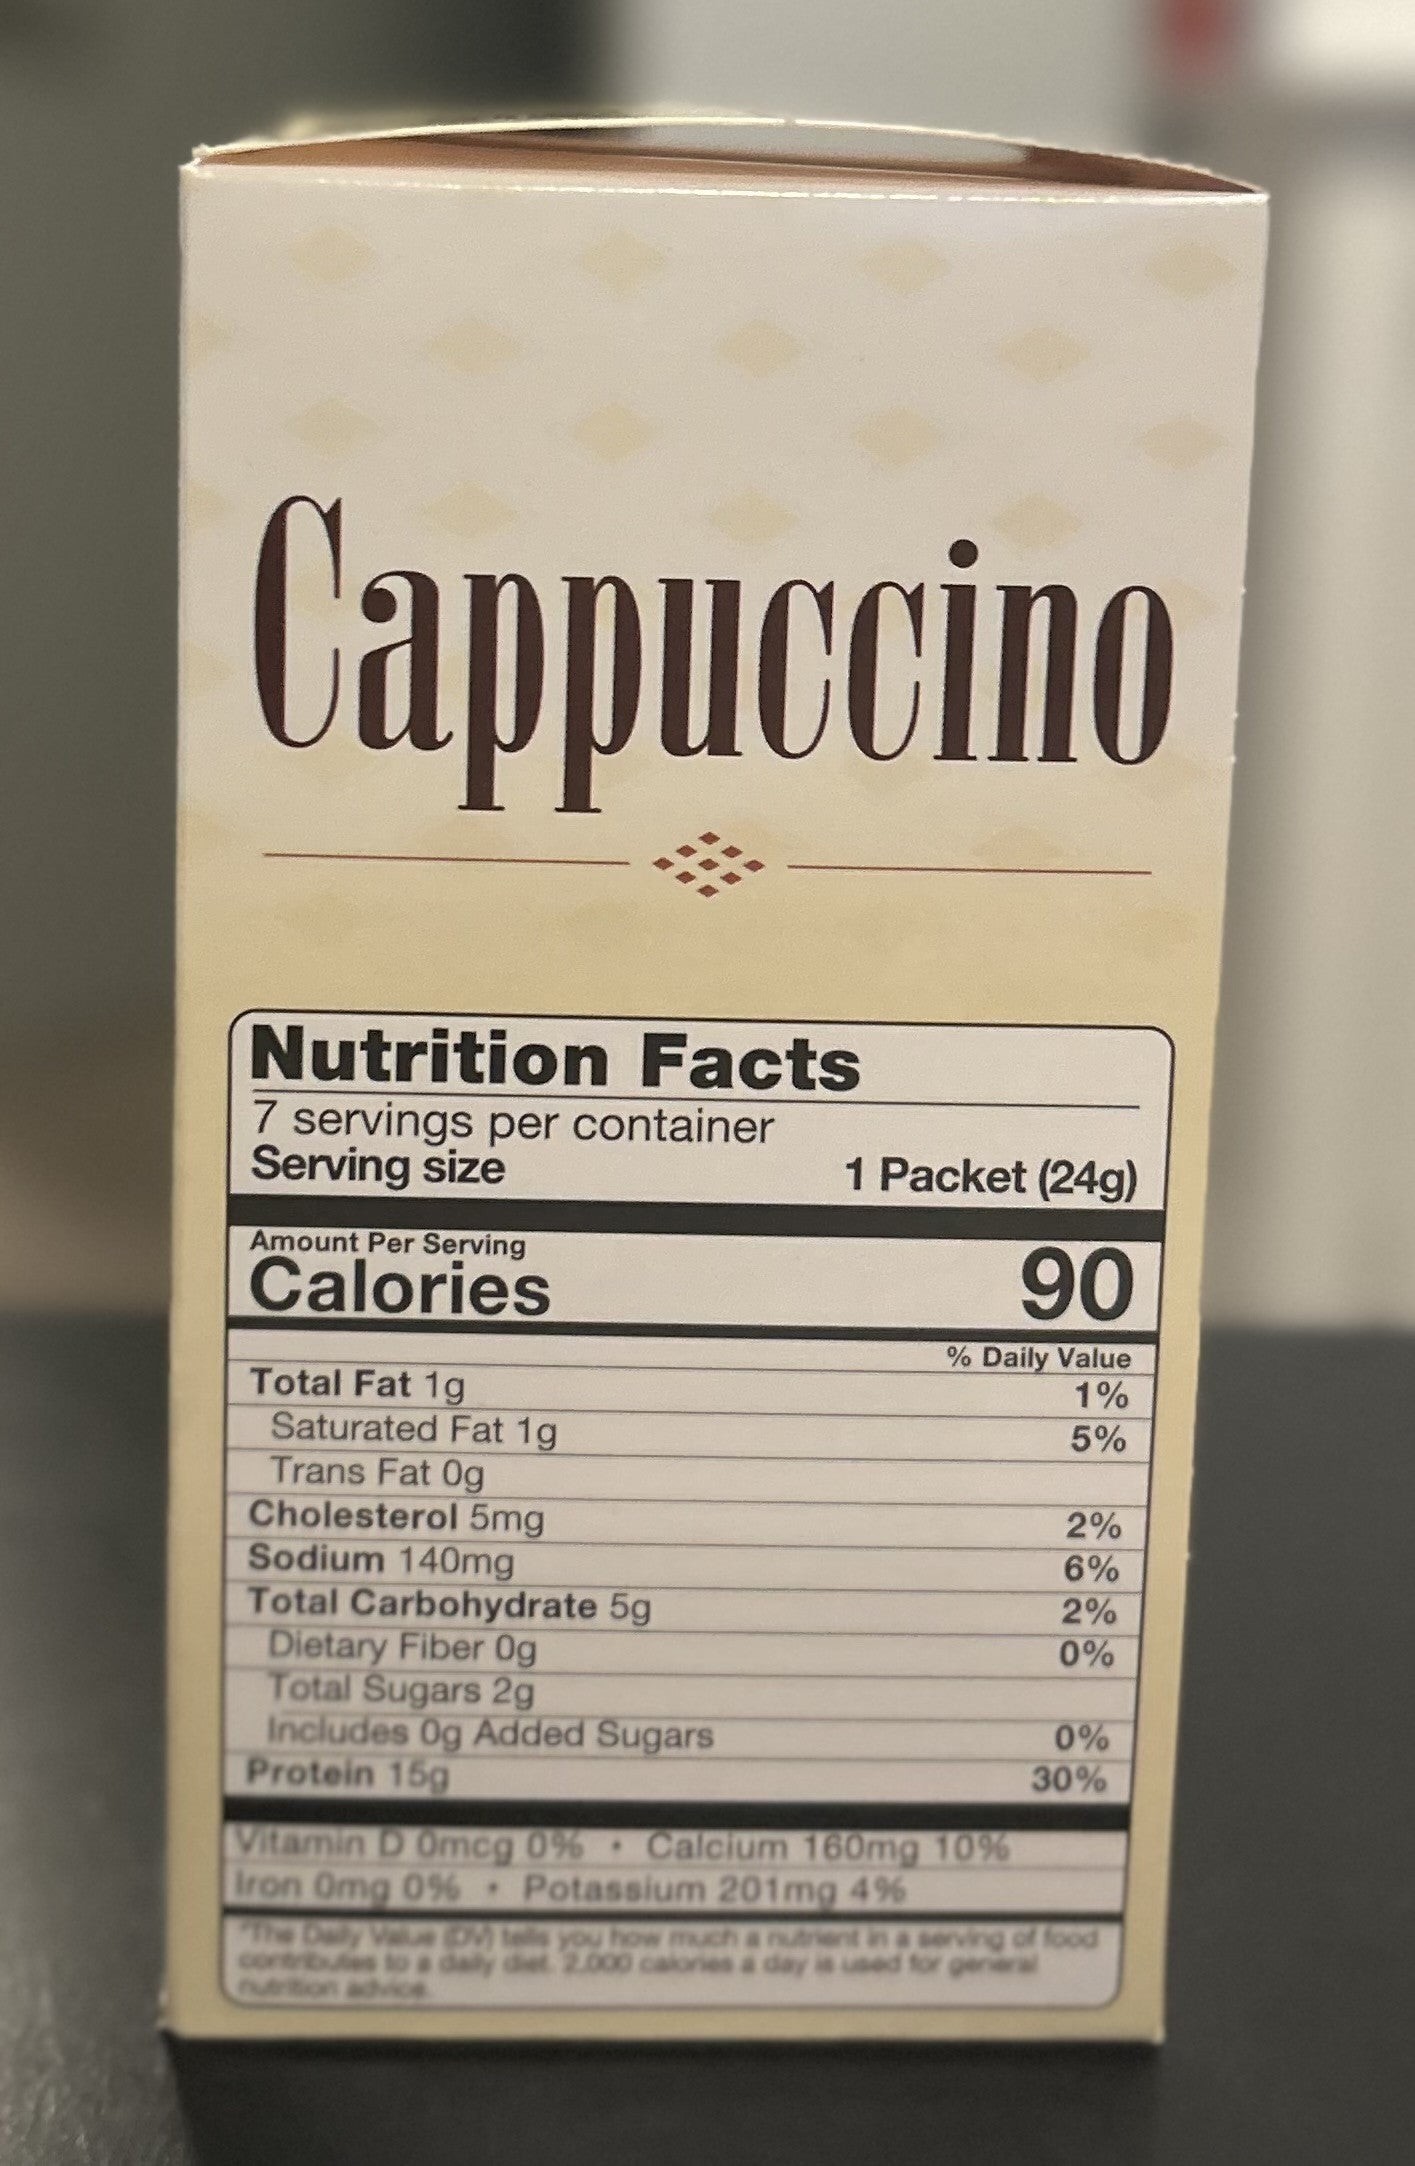 Cappuccino
Nutrition Facts
7 servings per container
Serving size 1 Packet (24g)
Amount Per Serving
Calories 90
% Daily Value
Total Fat 1g 1%
Saturated Fat 1g 5%
Trans Fat 0g
Cholesterol 5mg 2%
Sodium 140mg 6%
Total Carbohydrate 5g 2%
Dietary Fiber 0g 0%
Total Sugars 2g
Includes 0g Added Sugars 0%
Protein 15g 30%
Vitamin D 0mcg 0% • Calcium 160mg 10%
Iron 0mg 0% • Potassium 201mg 4%
*The Daily Value (DV) tells you how much a nutrient in a serving of food
contributes to a daily diet. 2,000 calories a day is used for general
nutrition advice.